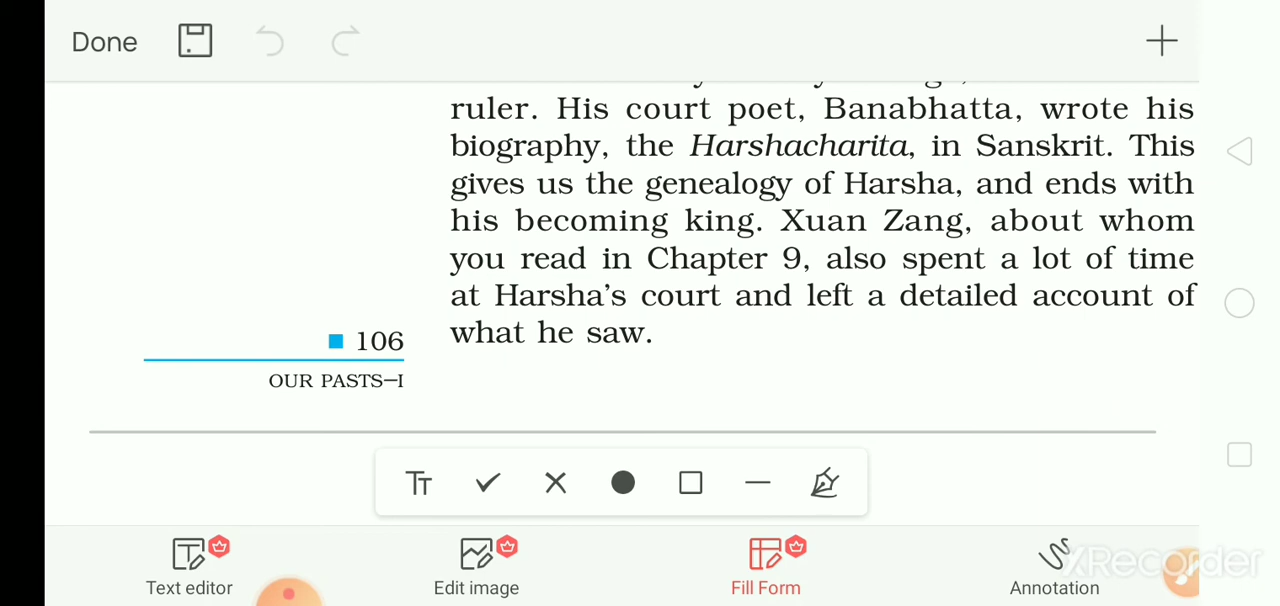 Done
ruler. His court poet, Banabhatta, wrote his
biography, the Harshacharita, in Sanskrit. This
gives us the genealogy of Harsha, and ends with
his becoming king. Xuan Zang, about whom
you read in Chapter 9, also spent a lot of time
at Harsha's court and left a detailed account of
what he saw.
106
OUR PASTS—I
Text editor
Edit image
Fill Form
Annotation
XRecorder